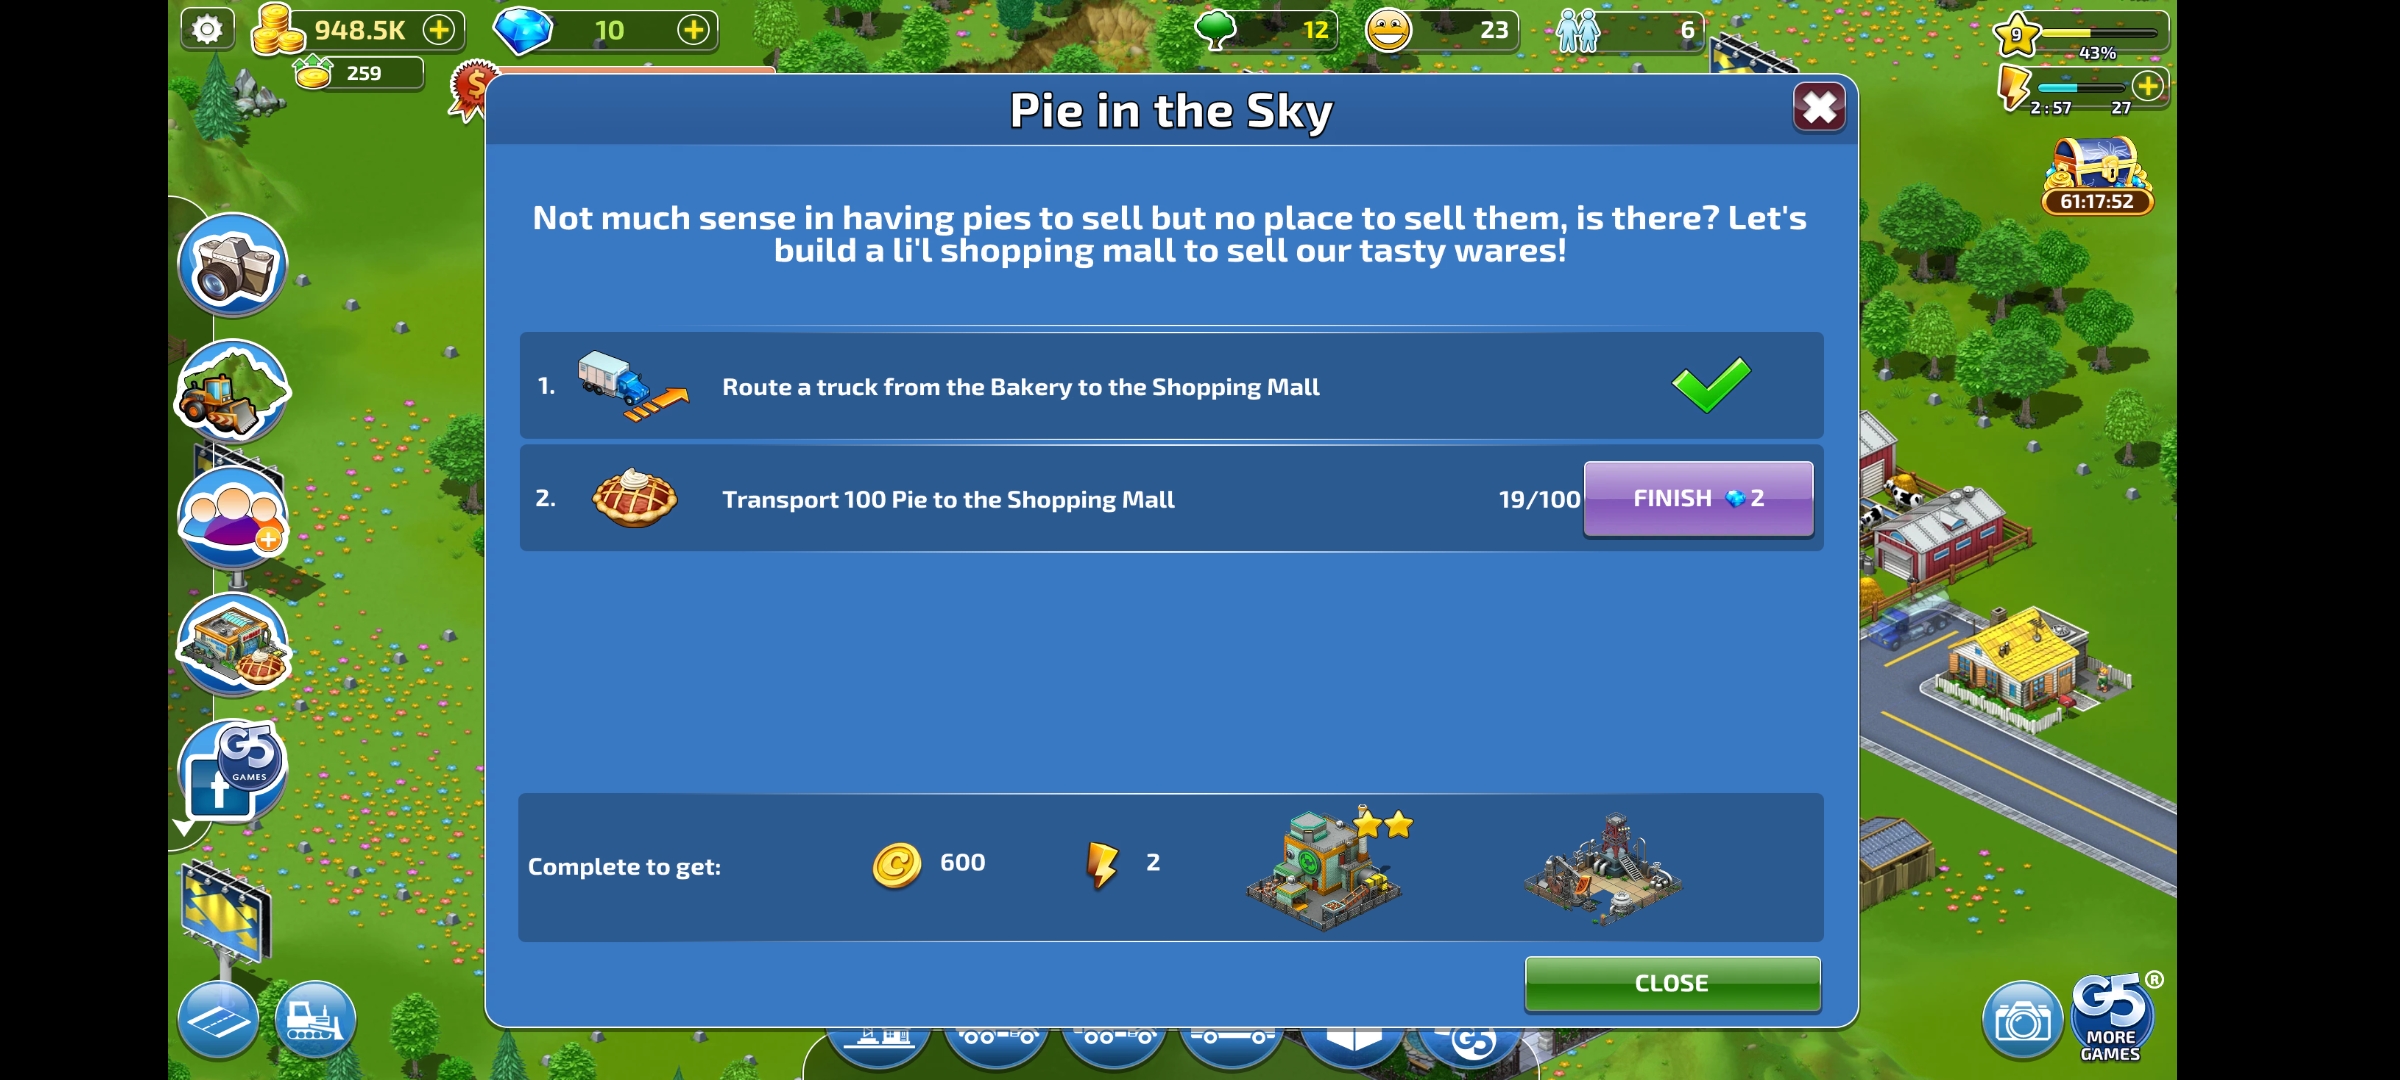 948.5K
10
12
23
6
9
43%
259
2:57
27
61:17:52
Pie in the Sky
Not much sense in having pies to sell but no place to sell them, is there? Let's
build a li'l shopping mall to sell our tasty wares!
1. Route a truck from the Bakery to the Shopping Mall
2. Transport 100 Pie to the Shopping Mall 19/100 FINISH 2
Complete to get: 600 2
CLOSE
G5
GAMES
f
G5
G5 ®
MORE
GAMES